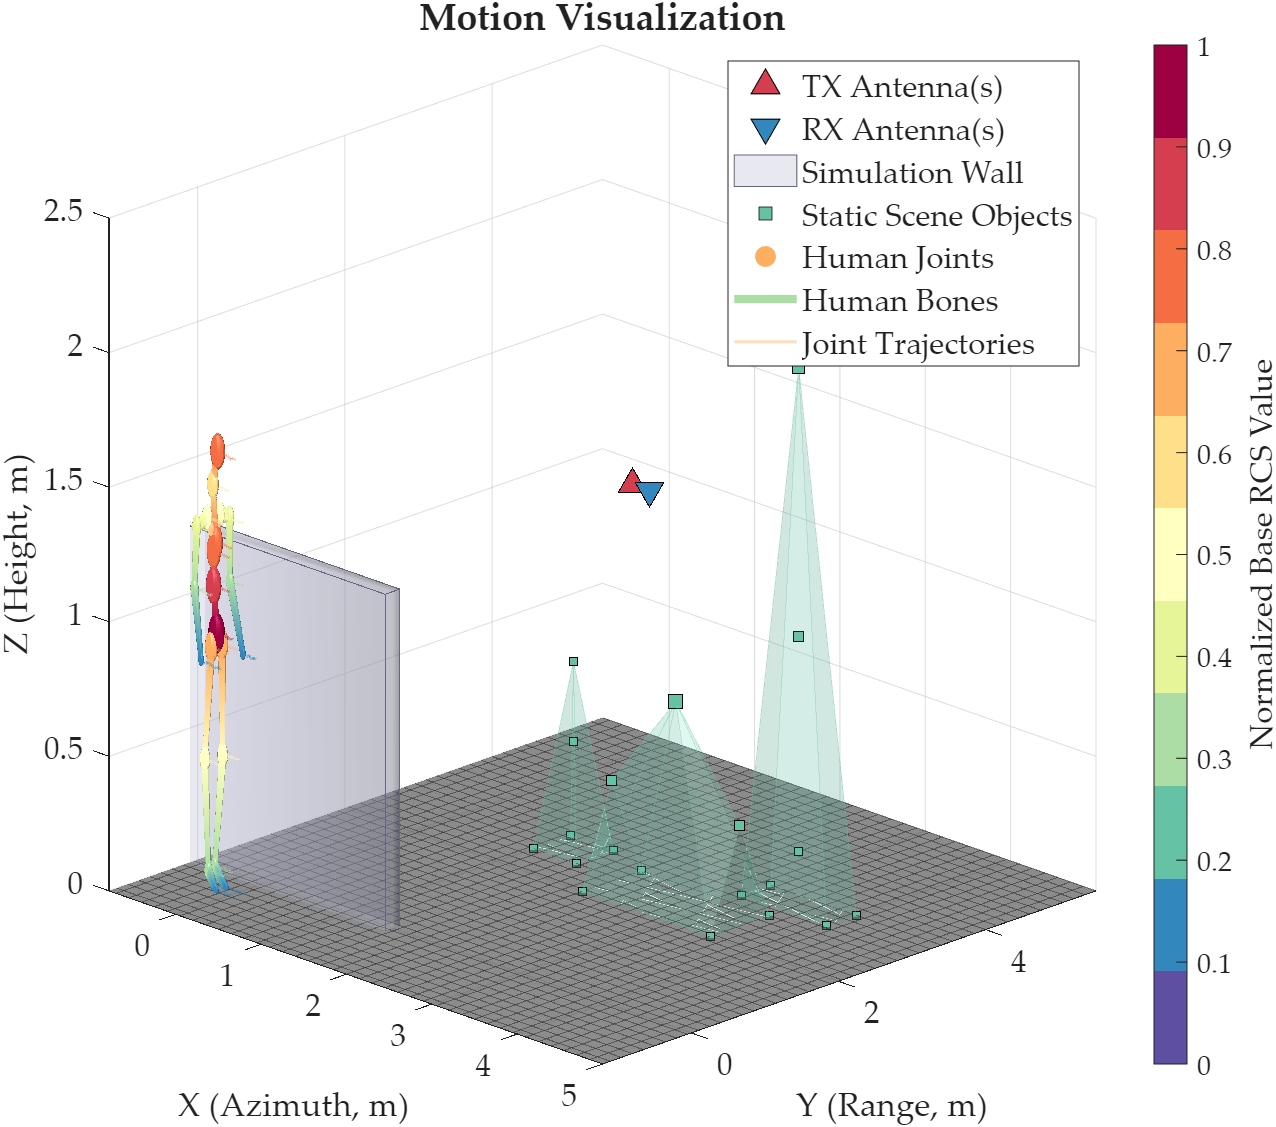 Motion Visualization
TX Antenna(s)
RX Antenna(s)
Simulation Wall
Static Scene Objects
Human Joints
Human Bones
Joint Trajectories
2.5
2
1.5
1
0.5
0
Z (Height, m)
0
1
2
3
4
5
X (Azimuth, m)
0
2
4
Y (Range, m)
1
0.9
0.8
0.7
0.6
0.5
0.4
0.3
0.2
0.1
0
Normalized Base RCS Value